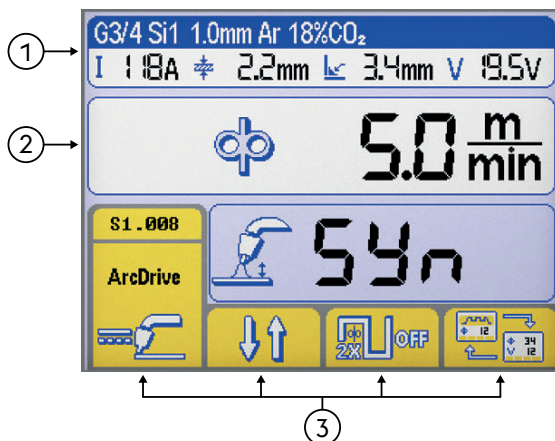 G3/4 Si1 1.0mm Ar 18%CO₂
1
I 118A 2.2mm 3.4mm V 19.5V
2
5.0 m/min
S1.008
ArcDrive
Syn
2X OFF
12
34
V 12
3